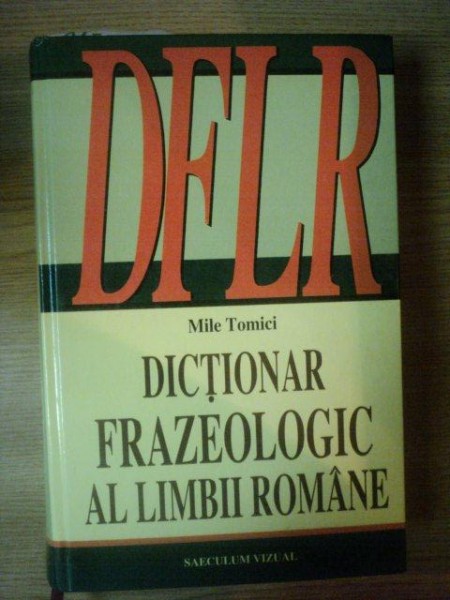 DFLR
Mile Tomici
DICȚIONAR
FRAZEOLOGIC
AL LIMBII ROMÂNE
SAECULUM VIZUAL